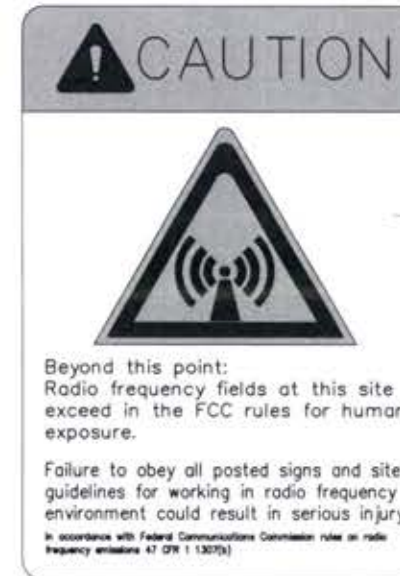 CAUTION
Beyond this point:
Radio frequency fields at this site
exceed in the FCC rules for human
exposure.
Failure to obey all posted signs and site
guidelines for working in radio frequency
environment could result in serious injury
In accordance with Federal Communications Commission rules on radio
frequency emissions 47 CFR 1 1307(b)